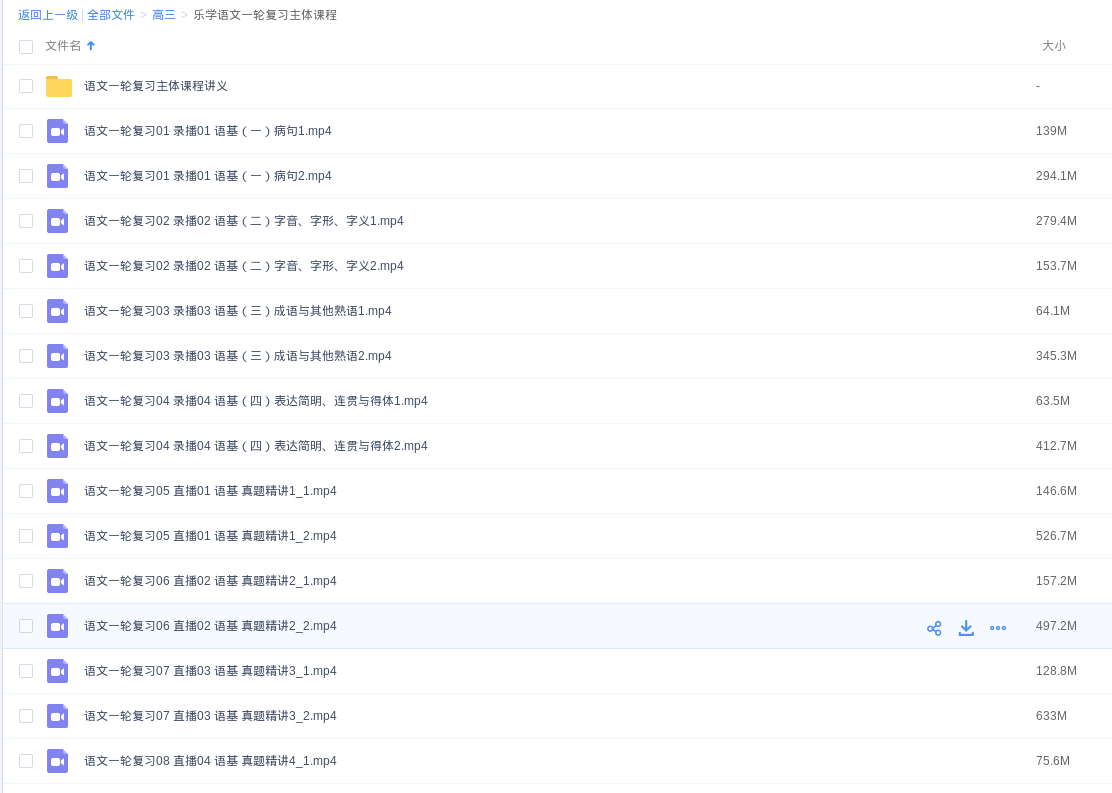 返回上一级 | 全部文件 > 高三 > 乐学语文一轮复习主体课程
文件名 大小
语文一轮复习主体课程讲义 -
语文一轮复习01 录播01 语基（一）病句1.mp4 139M
语文一轮复习01 录播01 语基（一）病句2.mp4 294.1M
语文一轮复习02 录播02 语基（二）字音、字形、字义1.mp4 279.4M
语文一轮复习02 录播02 语基（二）字音、字形、字义2.mp4 153.7M
语文一轮复习03 录播03 语基（三）成语与其他熟语1.mp4 64.1M
语文一轮复习03 录播03 语基（三）成语与其他熟语2.mp4 345.3M
语文一轮复习04 录播04 语基（四）表达简明、连贯与得体1.mp4 63.5M
语文一轮复习04 录播04 语基（四）表达简明、连贯与得体2.mp4 412.7M
语文一轮复习05 直播01 语基 真题精讲1_1.mp4 146.6M
语文一轮复习05 直播01 语基 真题精讲1_2.mp4 526.7M
语文一轮复习06 直播02 语基 真题精讲2_1.mp4 157.2M
语文一轮复习06 直播02 语基 真题精讲2_2.mp4 497.2M
语文一轮复习07 直播03 语基 真题精讲3_1.mp4 128.8M
语文一轮复习07 直播03 语基 真题精讲3_2.mp4 633M
语文一轮复习08 直播04 语基 真题精讲4_1.mp4 75.6M